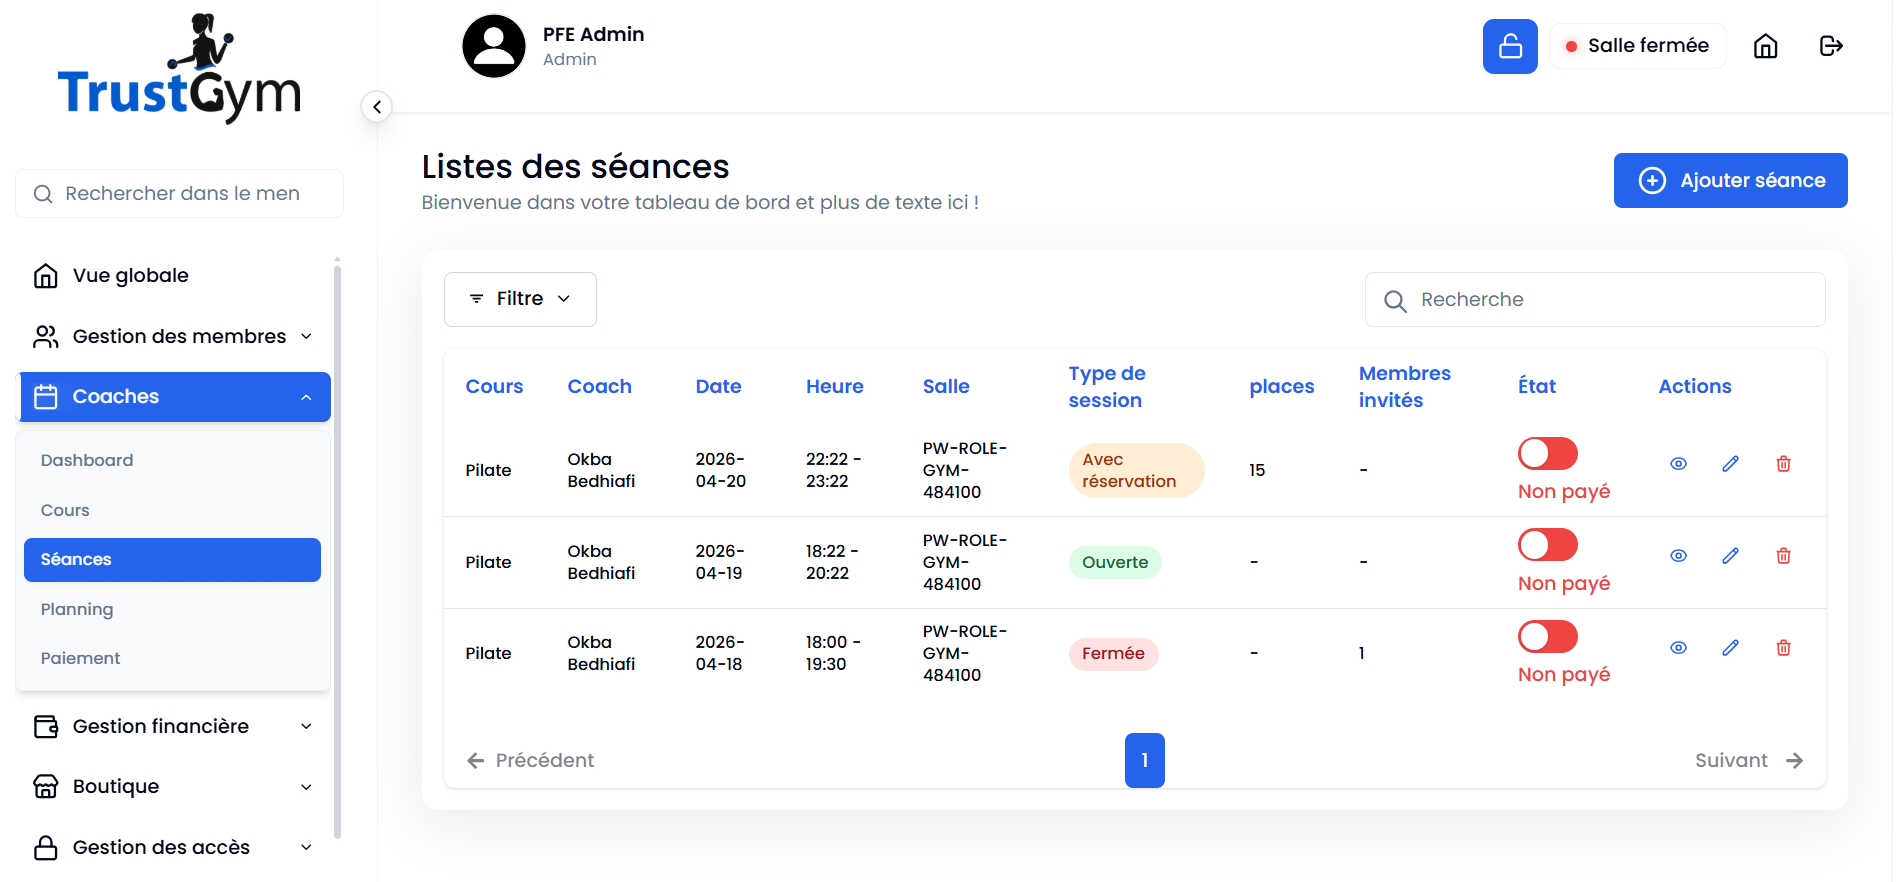 TrustGym
Rechercher dans le men
Vue globale
Gestion des membres
Coaches
Dashboard
Cours
Séances
Planning
Paiement
Gestion financière
Boutique
Gestion des accès
PFE Admin
Admin
Salle fermée
Listes des séances
Bienvenue dans votre tableau de bord et plus de texte ici !
Ajouter séance
Filtre
Recherche
Cours Coach Date Heure Salle Type de session places Membres invités État Actions
Pilate Okba Bedhiafi 2026-04-20 22:22 - 23:22 PW-ROLE-GYM-484100 Avec réservation 15 - Non payé
Pilate Okba Bedhiafi 2026-04-19 18:22 - 20:22 PW-ROLE-GYM-484100 Ouverte - - Non payé
Pilate Okba Bedhiafi 2026-04-18 18:00 - 19:30 PW-ROLE-GYM-484100 Fermée - 1 Non payé
Précédent 1 Suivant